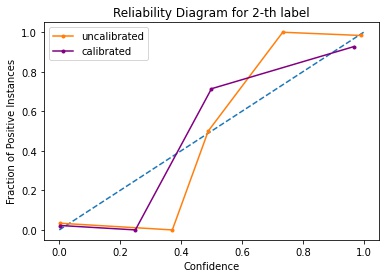 Reliability Diagram for 2-th label
uncalibrated
calibrated
Fraction of Positive Instances
1.0
0.8
0.6
0.4
0.2
0.0
0.0 0.2 0.4 0.6 0.8 1.0
Confidence